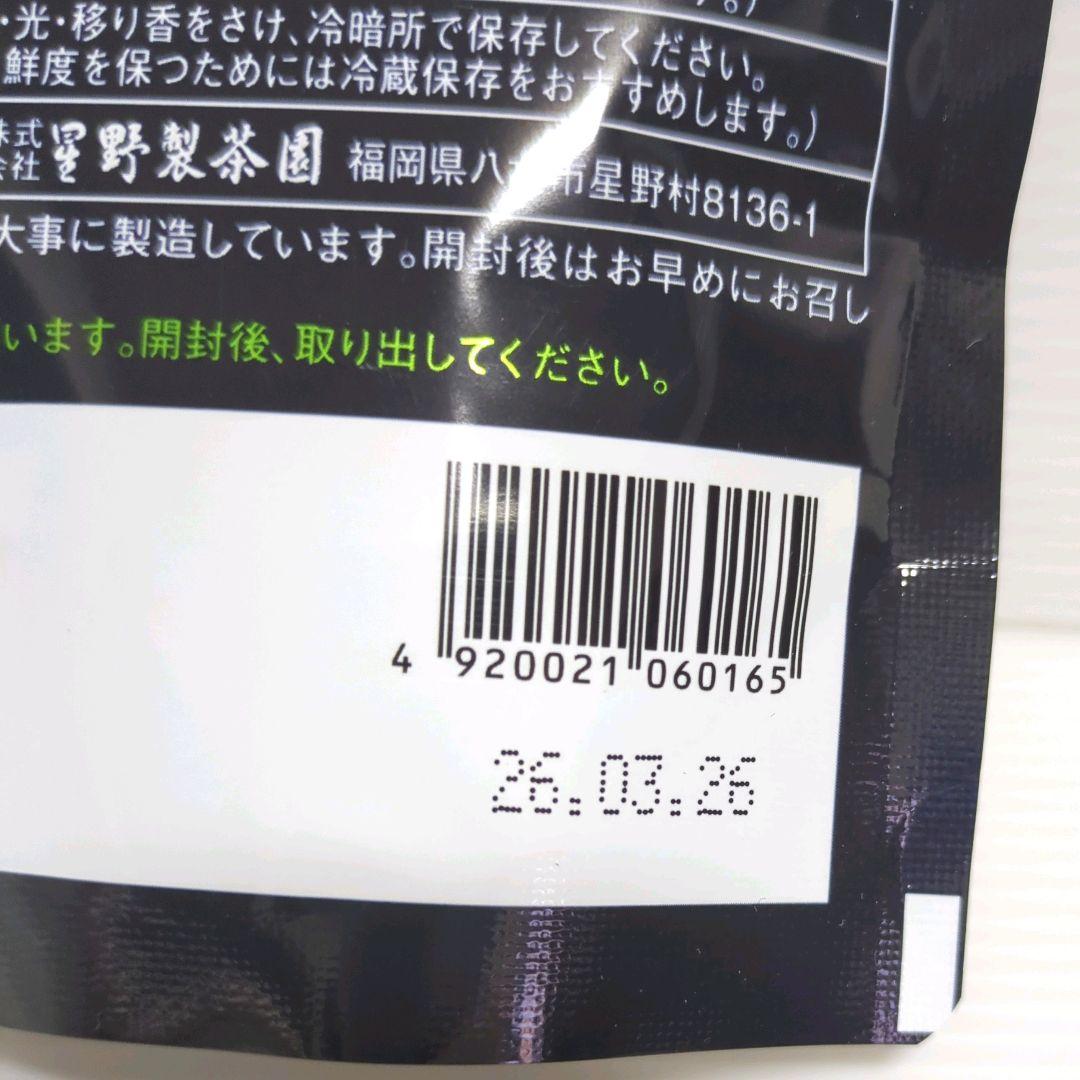 す。)
・光・移り香をさけ、冷暗所で保存してください。
鮮度を保つためには冷蔵保存をおすすめします。)
株式会社 星野製茶園 福岡県八 市星野村8136-1
大事に製造しています。開封後はお早めにお召し
います。開封後、取り出してください。
4 920021 060165
26.03.26